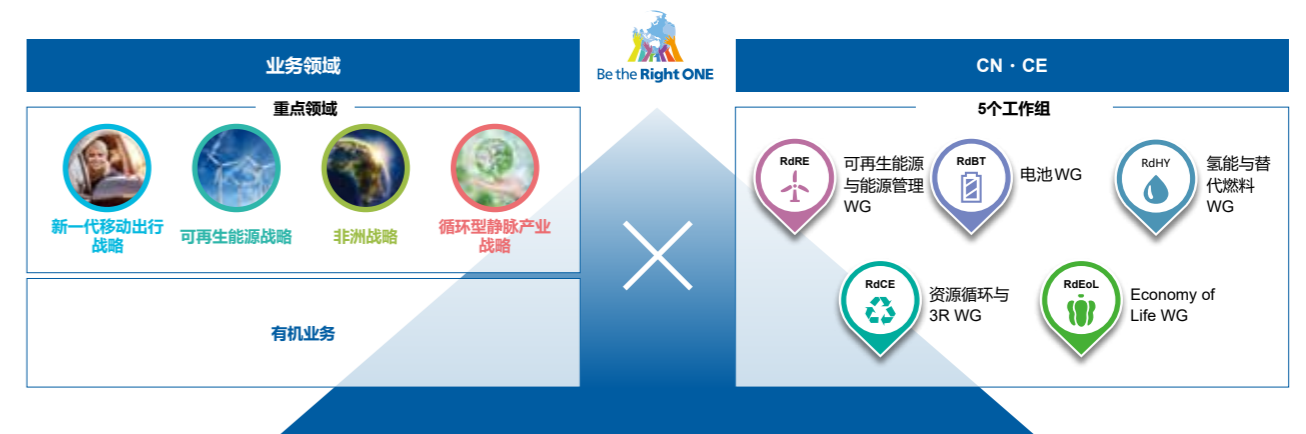 Be the Right ONE
业务领域
重点领域
新一代移动出行
战略
可再生能源战略
非洲战略
循环型静脉产业
战略
有机业务
CN・CE
5个工作组
RdRE
可再生能源
与能源管理
WG
RdBT
电池WG
RdHY
氢能与替
代燃料
WG
RdCE
资源循环与
3R WG
RdEoL
Economy of
Life WG